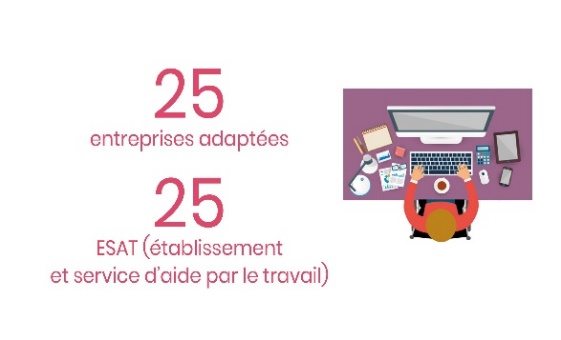 25
entreprises adaptées
25
ESAT (établissement
et service d'aide par le travail)